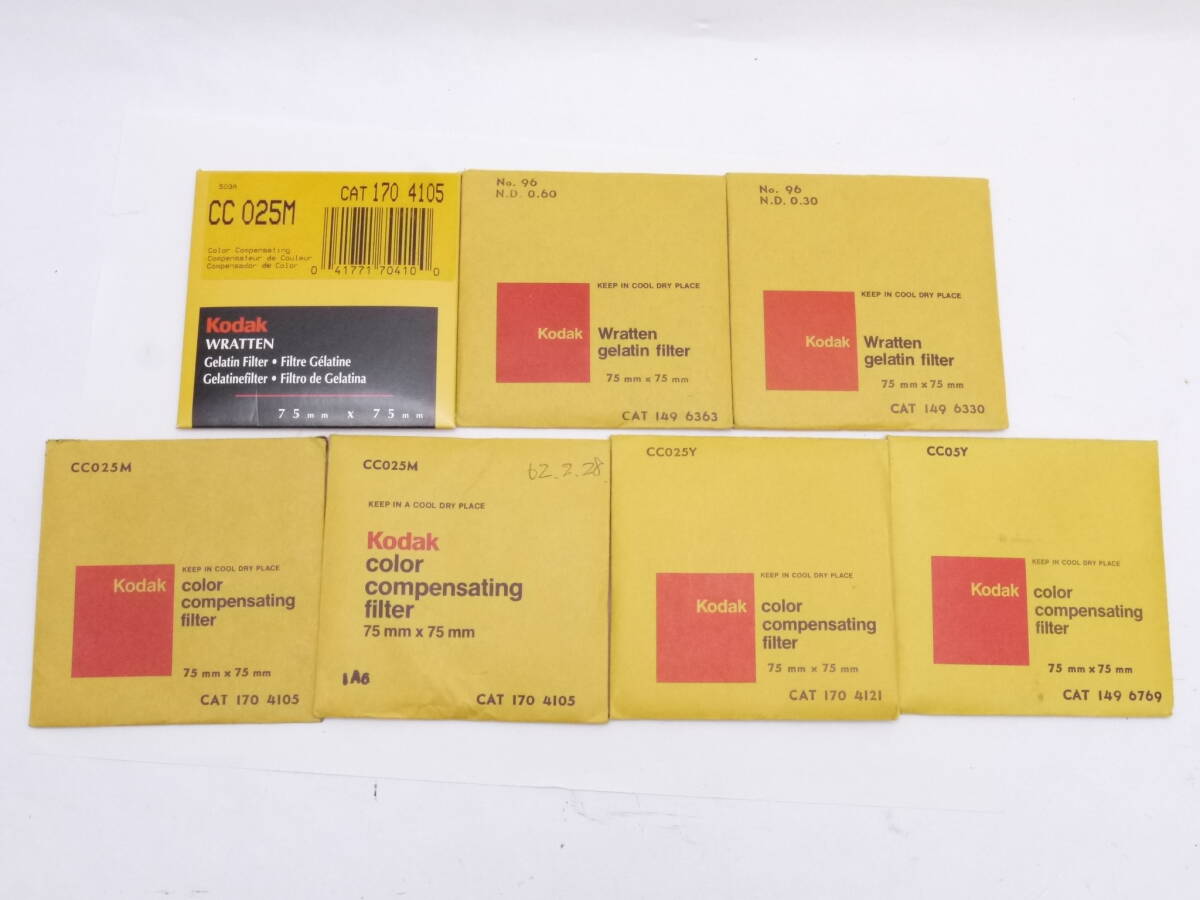 503A
CAT 170 4105
CC 025M
Color Compensating
Compensateur de Couleur
Compensador de Color
0 41771 70410 0
Kodak
WRATTEN
Gelatin Filter • Filtre Gélatine
Gelatinefilter • Filtro de Gelatina
75mm x 75mm
No. 96
N.D. 0.60
KEEP IN COOL DRY PLACE
Kodak
Wratten
gelatin filter
75 mm x 75 mm
CAT 149 6363
No. 96
N.D. 0.30
KEEP IN COOL DRY PLACE
Kodak
Wratten
gelatin filter
75 mm x 75 mm
CAT 149 6330
CC025M
KEEP IN COOL DRY PLACE
Kodak
color
compensating
filter
75 mm x 75 mm
CAT 170 4105
CC025M
62.2.28.
KEEP IN A COOL DRY PLACE
Kodak
color
compensating
filter
75 mm x 75 mm
1A6
CAT 170 4105
CC025Y
KEEP IN COOL DRY PLACE
Kodak
color
compensating
filter
75 mm x 75 mm
CAT 170 4121
CC05Y
KEEP IN COOL DRY PLACE
Kodak
color
compensating
filter
75 mm x 75 mm
CAT 149 6769